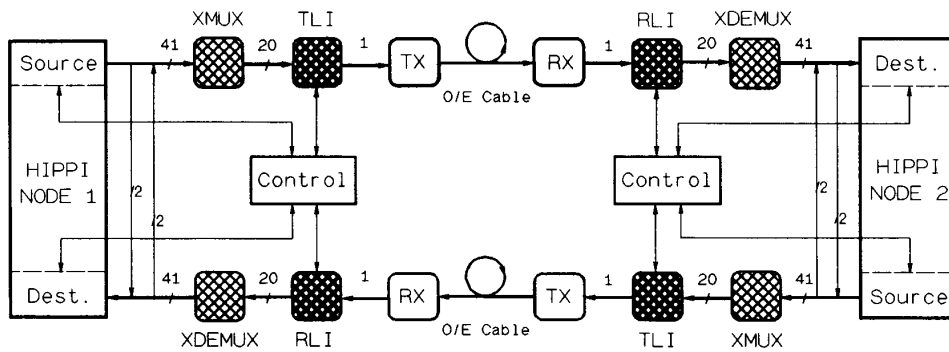 XMUX TLI RLI XDEMUX
41 20 1 1 20 41
Source TX RX Dest.
O/E Cable
HIPPI
NODE 1
Control
Control
HIPPI
NODE 2
/2 /2 /2 /2
41 20 1 1 20 41
Dest. RX TX Source
O/E Cable
XDEMUX RLI TLI XMUX